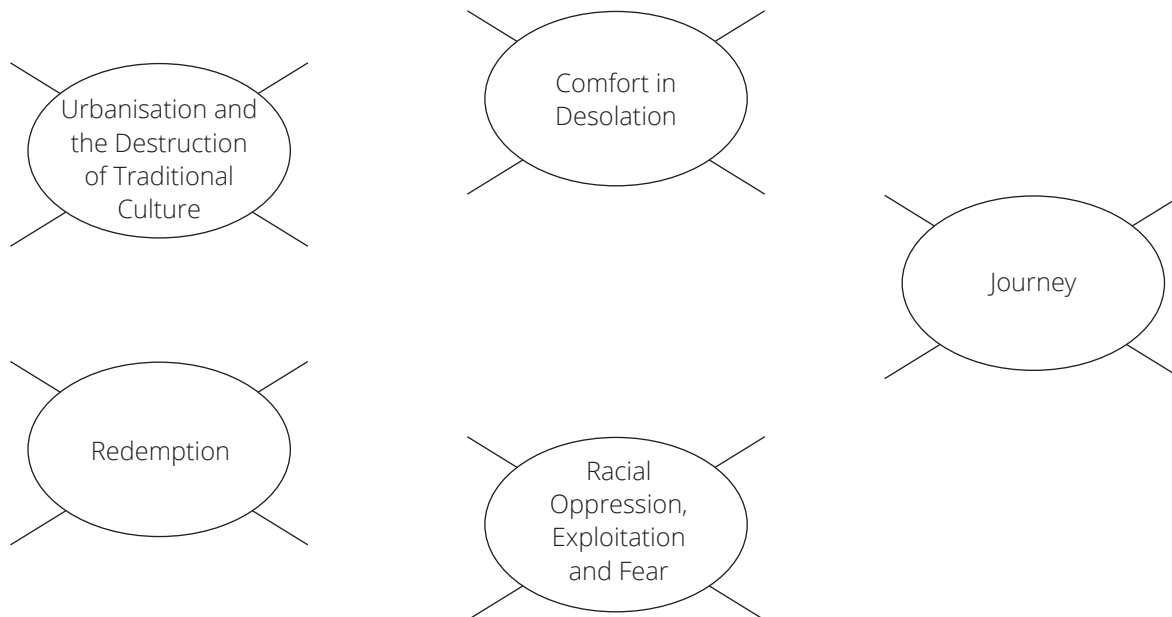 Urbanisation and
the Destruction
of Traditional
Culture
Comfort in
Desolation
Journey
Redemption
Racial
Oppression,
Exploitation
and Fear